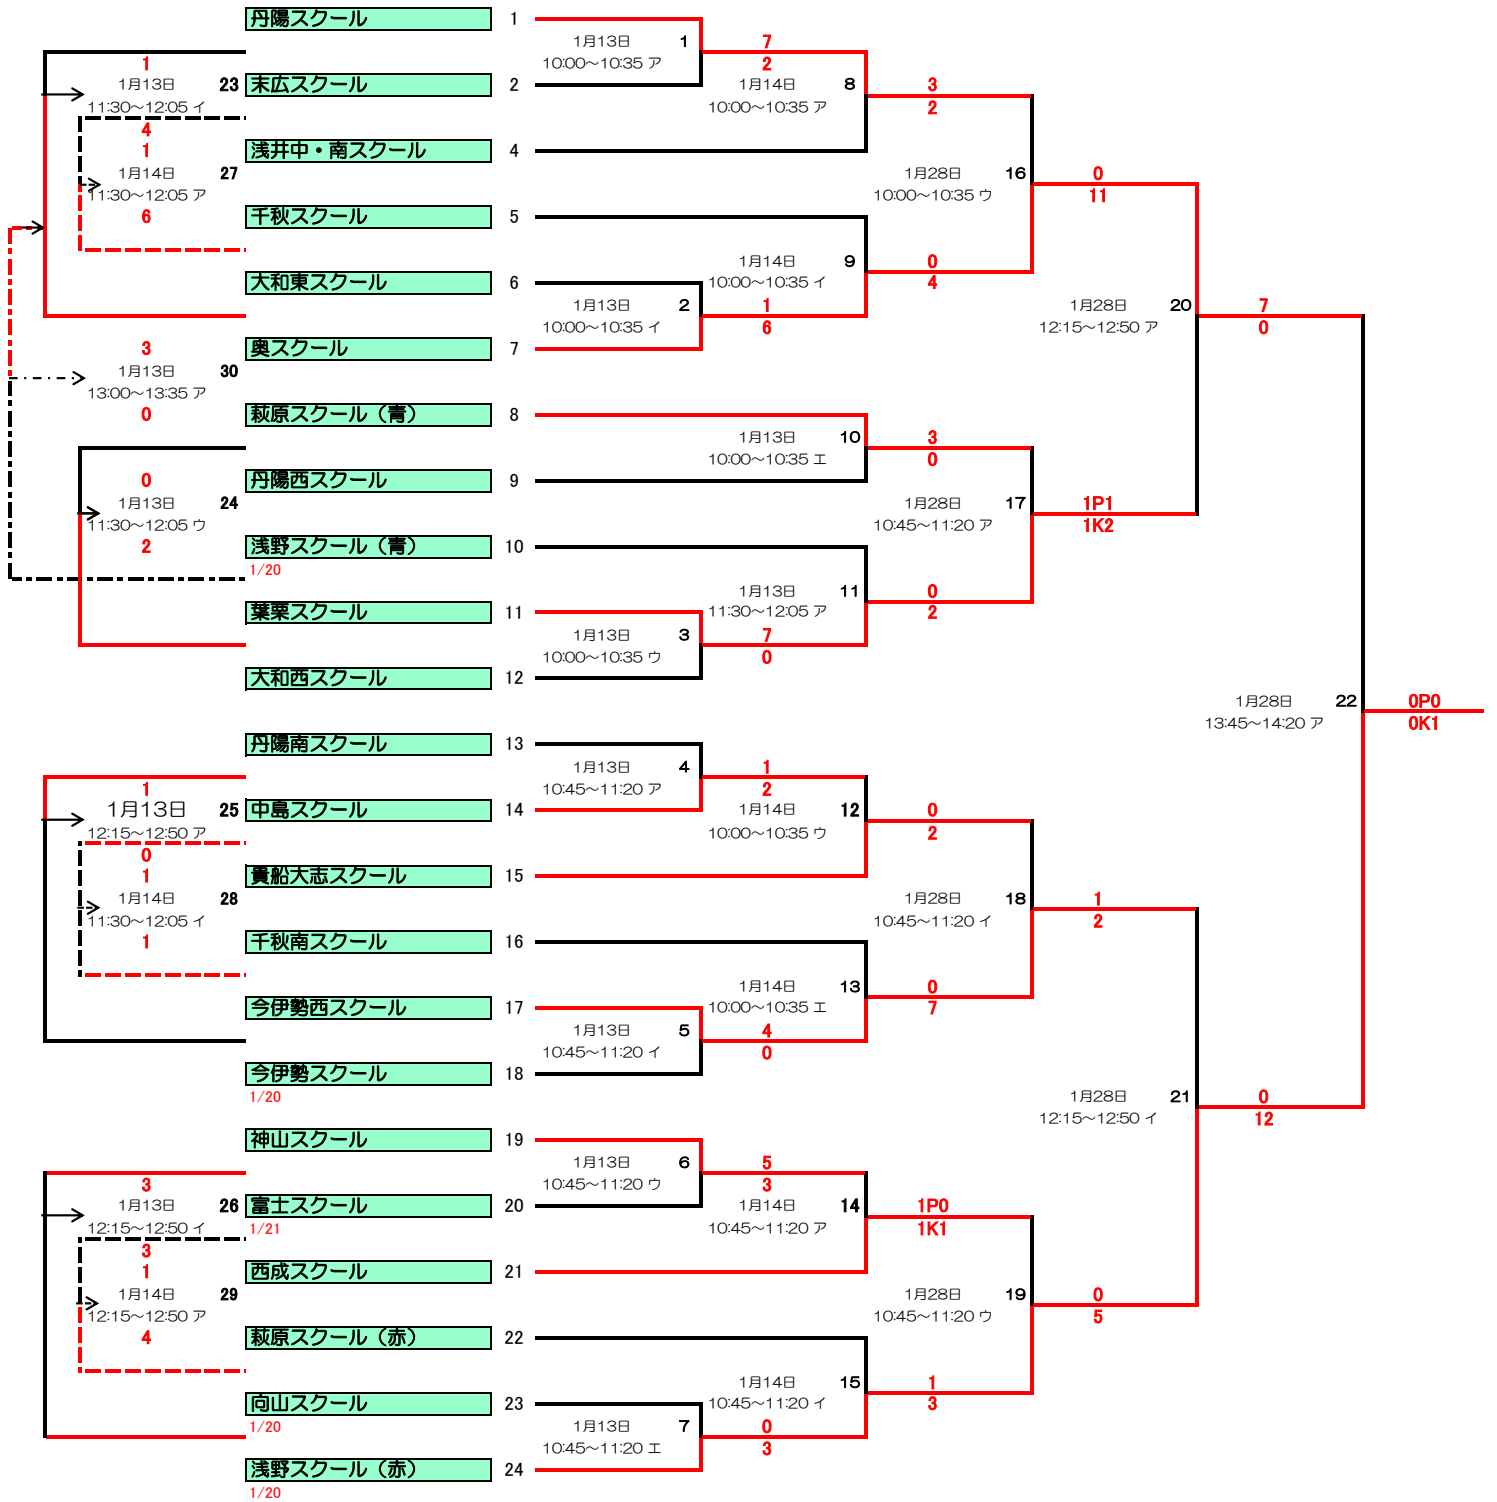 丹陽スクール 1
1月13日 1 7
1 10:00～10:35 ア 2
1月13日 23 末広スクール 2 1月14日 8 3
11:30～12:05 イ 10:00～10:35 ア 2
4
1 浅井中・南スクール 4
1月14日 27 1月28日 16 0
11:30～12:05 ア 10:00～10:35 ウ 11
6 千秋スクール 5
1月14日 9 0
大和東スクール 6 10:00～10:35 イ 4
1月13日 2 1 1月28日 20 7
10:00～10:35 イ 6 12:15～12:50 ア 0
3 奥スクール 7
1月13日 30
13:00～13:35 ア
0 萩原スクール（青） 8
1月13日 10 3
10:00～10:35 エ 0
0 丹陽西スクール 9
1月13日 24 1月28日 17 1P1
11:30～12:05 ウ 10:45～11:20 ア 1K2
2 浅野スクール（青） 10
1/20
1月13日 11 0
葉栗スクール 11 11:30～12:05 ア 2
1月13日 3 7
10:00～10:35 ウ 0
大和西スクール 12
1月28日 22 0P0
13:45～14:20 ア 0K1
丹陽南スクール 13
1月13日 4 1
1 10:45～11:20 ア 2
1月13日 25 中島スクール 14 1月14日 12 0
12:15～12:50 ア 10:00～10:35 ウ 2
0
1 貴船大志スクール 15
1月14日 28 1月28日 18 1
11:30～12:05 イ 10:45～11:20 イ 2
1 千秋南スクール 16
1月14日 13 0
今伊勢西スクール 17 10:00～10:35 エ 7
1月13日 5 4
10:45～11:20 イ 0
今伊勢スクール 18
1/20 1月28日 21 0
12:15～12:50 イ 12
神山スクール 19
1月13日 6 5
3 10:45～11:20 ウ 3
1月13日 26 富士スクール 20 1月14日 14 1P0
12:15～12:50 イ 1/21 10:45～11:20 ア 1K1
3
1 西成スクール 21
1月14日 29 1月28日 19 0
12:15～12:50 ア 10:45～11:20 ウ 5
4 萩原スクール（赤） 22
1月14日 15 1
向山スクール 23 10:45～11:20 イ 3
1/20 1月13日 7 0
10:45～11:20 エ 3
浅野スクール（赤） 24
1/20